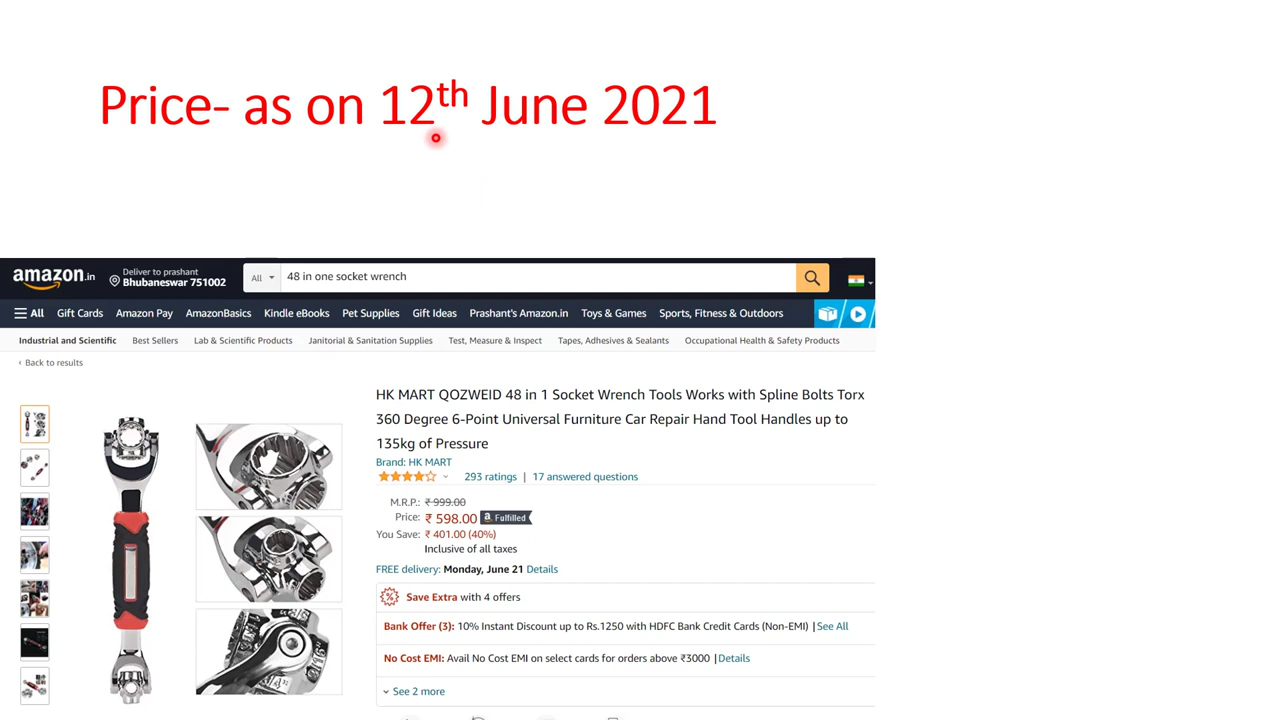 Price- as on 12th June 2021
amazon.in
Deliver to prashant
Bhubaneswar 751002
All
48 in one socket wrench
All Gift Cards Amazon Pay AmazonBasics Kindle eBooks Pet Supplies Gift Ideas Prashant's Amazon.in Toys & Games Sports, Fitness & Outdoors
Industrial and Scientific Best Sellers Lab & Scientific Products Janitorial & Sanitation Supplies Test, Measure & Inspect Tapes, Adhesives & Sealants Occupational Health & Safety Products
‹ Back to results
HK MART QOZWEID 48 in 1 Socket Wrench Tools Works with Spline Bolts Torx
360 Degree 6-Point Universal Furniture Car Repair Hand Tool Handles up to
135kg of Pressure
Brand: HK MART
293 ratings | 17 answered questions
M.R.P.: ₹ 999.00
Price: ₹ 598.00 a Fulfilled
You Save: ₹ 401.00 (40%)
Inclusive of all taxes
FREE delivery: Monday, June 21 Details
Save Extra with 4 offers
Bank Offer (3): 10% Instant Discount up to Rs.1250 with HDFC Bank Credit Cards (Non-EMI) |See All
No Cost EMI: Avail No Cost EMI on select cards for orders above ₹3000 |Details
See 2 more